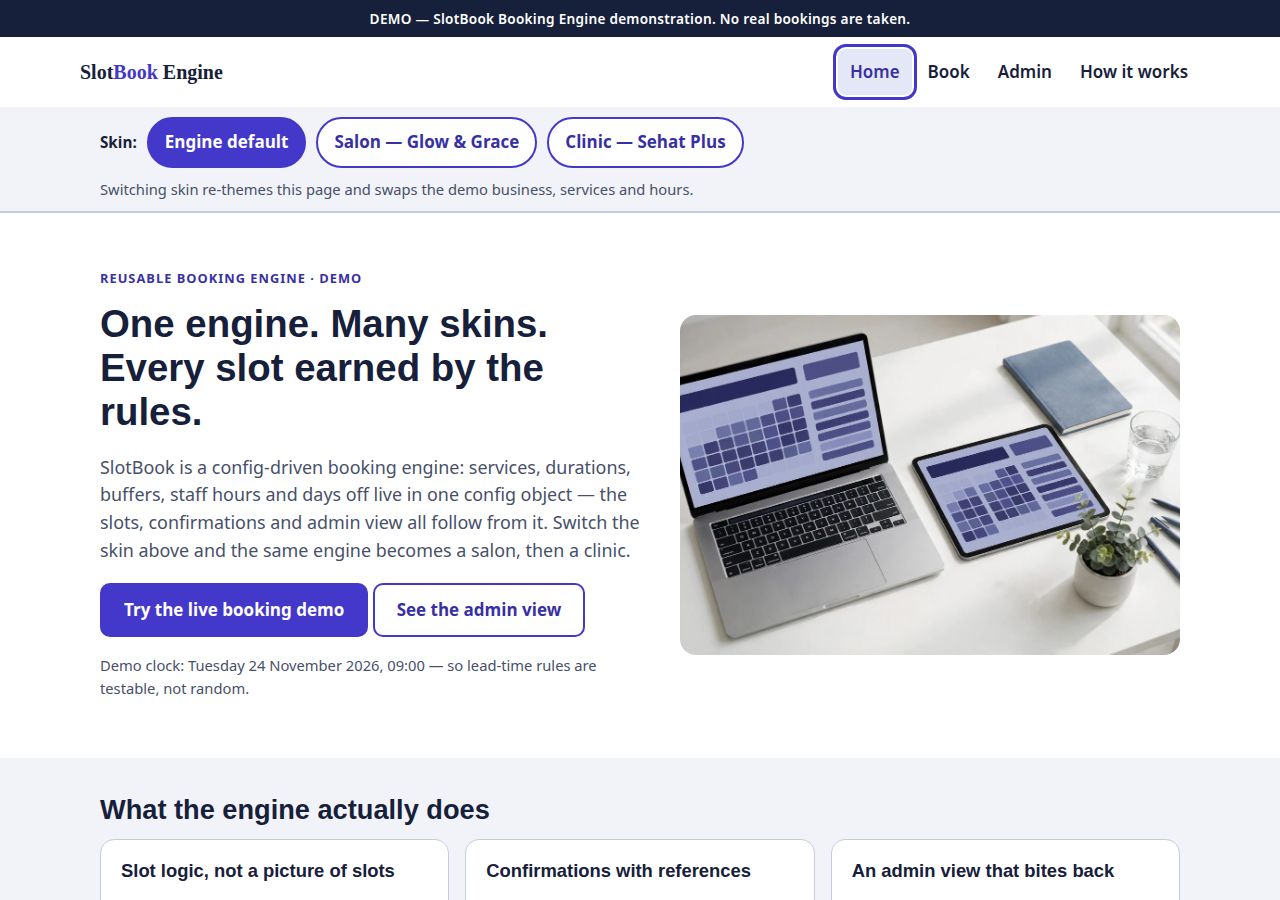 DEMO — SlotBook Booking Engine demonstration. No real bookings are taken.
SlotBook Engine
Home
Book
Admin
How it works
Skin:
Engine default
Salon — Glow & Grace
Clinic — Sehat Plus
Switching skin re-themes this page and swaps the demo business, services and hours.
REUSABLE BOOKING ENGINE · DEMO
One engine. Many skins.
Every slot earned by the
rules.
SlotBook is a config-driven booking engine: services, durations,
buffers, staff hours and days off live in one config object — the
slots, confirmations and admin view all follow from it. Switch the
skin above and the same engine becomes a salon, then a clinic.
Try the live booking demo
See the admin view
Demo clock: Tuesday 24 November 2026, 09:00 — so lead-time rules are
testable, not random.
What the engine actually does
Slot logic, not a picture of slots
Confirmations with references
An admin view that bites back